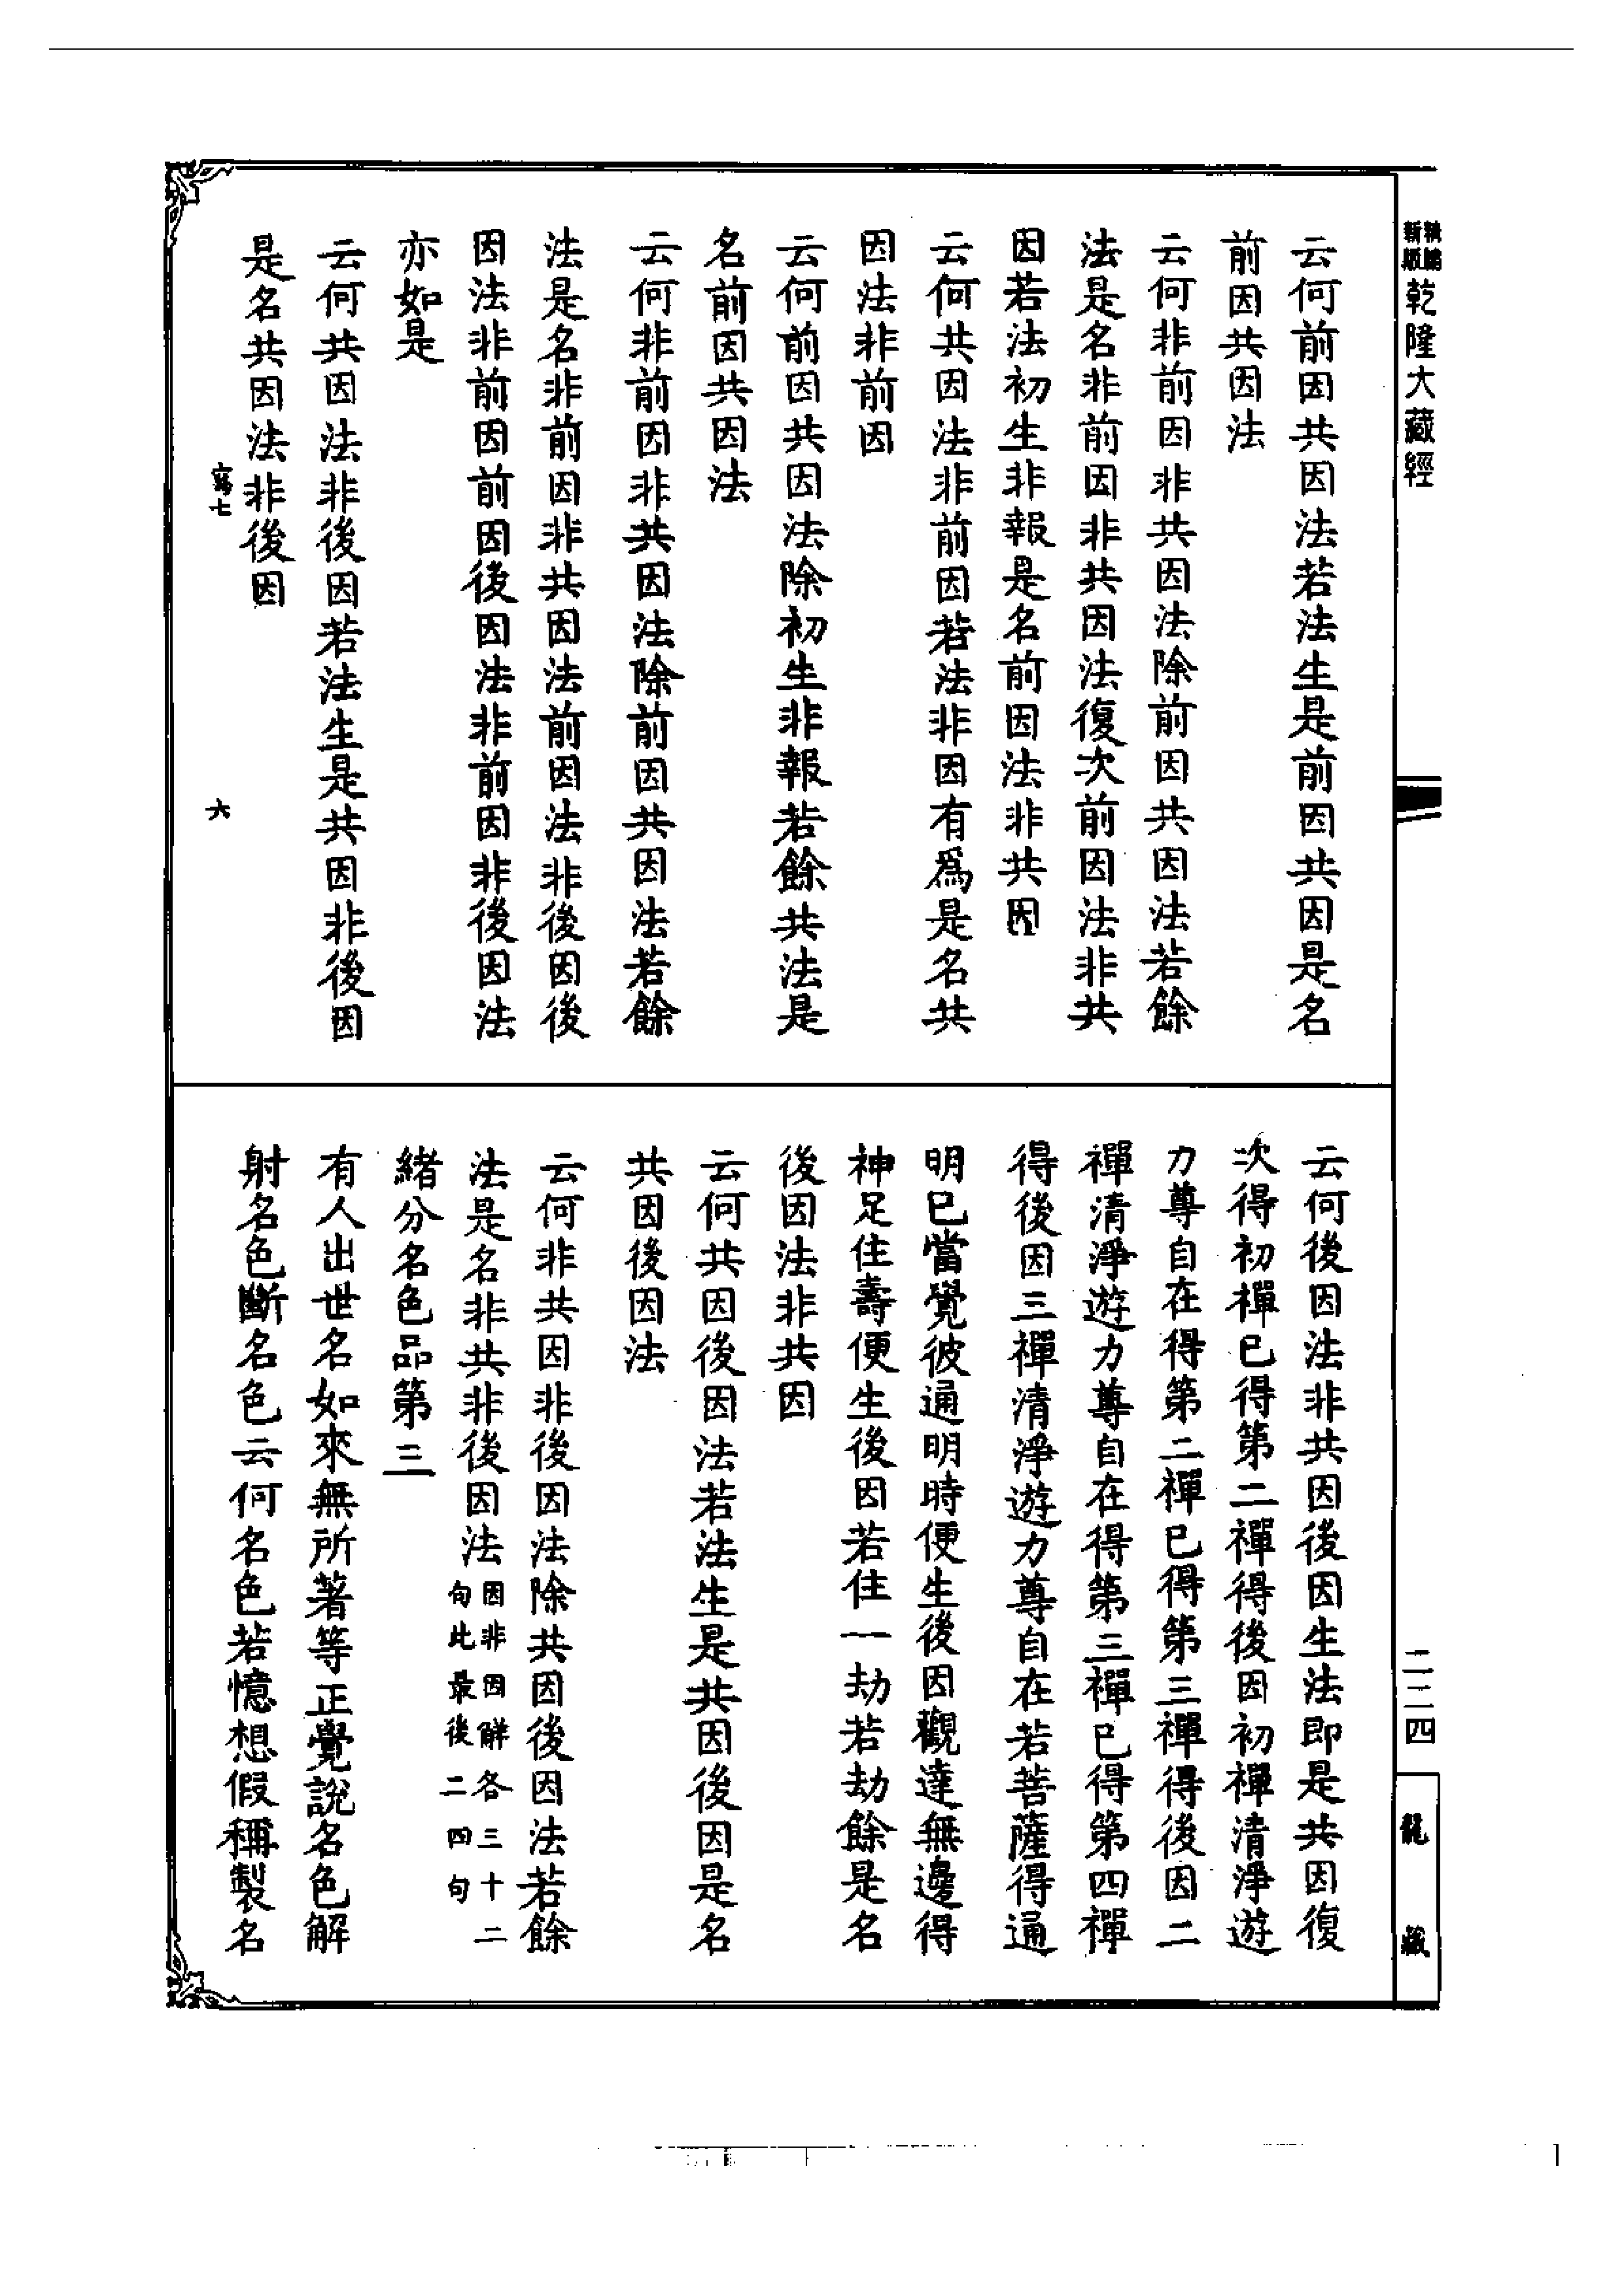 新版
精編
乾隆大藏經
二二四
龍藏
云何前因共因法若法生是前因共因是名
前因共因法
云何非前因非共因法除前因共因法若餘
法是名非前因非共因法復次前因法非共
因若法初生非報是名前因法非共因
云何共因法非前因若法非因有爲是名共
因法非前因
云何前因共因法除初生非報若餘共法是
名前因共因法
云何非前因非共因法除前因共因法若餘
法是名非前因非共因法前因法非後因後
因法非前因前因後因法非前因非後因法
亦如是
云何共因法非後因若法生是共因非後因
是名共因法非後因
寫七
六
云何後因法非共因後因生法即是共因復
次得初禪已得第二禪得後因初禪清淨遊
力尊自在得第二禪已得第三禪得後因二
禪清淨遊力尊自在得第三禪已得第四禪
得後因三禪清淨遊力尊自在若菩薩得通
明已當覺彼通明時便生後因觀達無邊得
神足住壽便生後因若住一劫若劫餘是名
後因法非共因
云何共因後因法若法生是共因後因是名
共因後因法
云何非共因非後因法除共因後因法若餘
法是名非共非後因法因非因解各三十二
句此最後二四句
緒分名色品第三
有人出世名如來無所著等正覺說名色解
射名色斷名色云何名色若憶想假稱製名
1